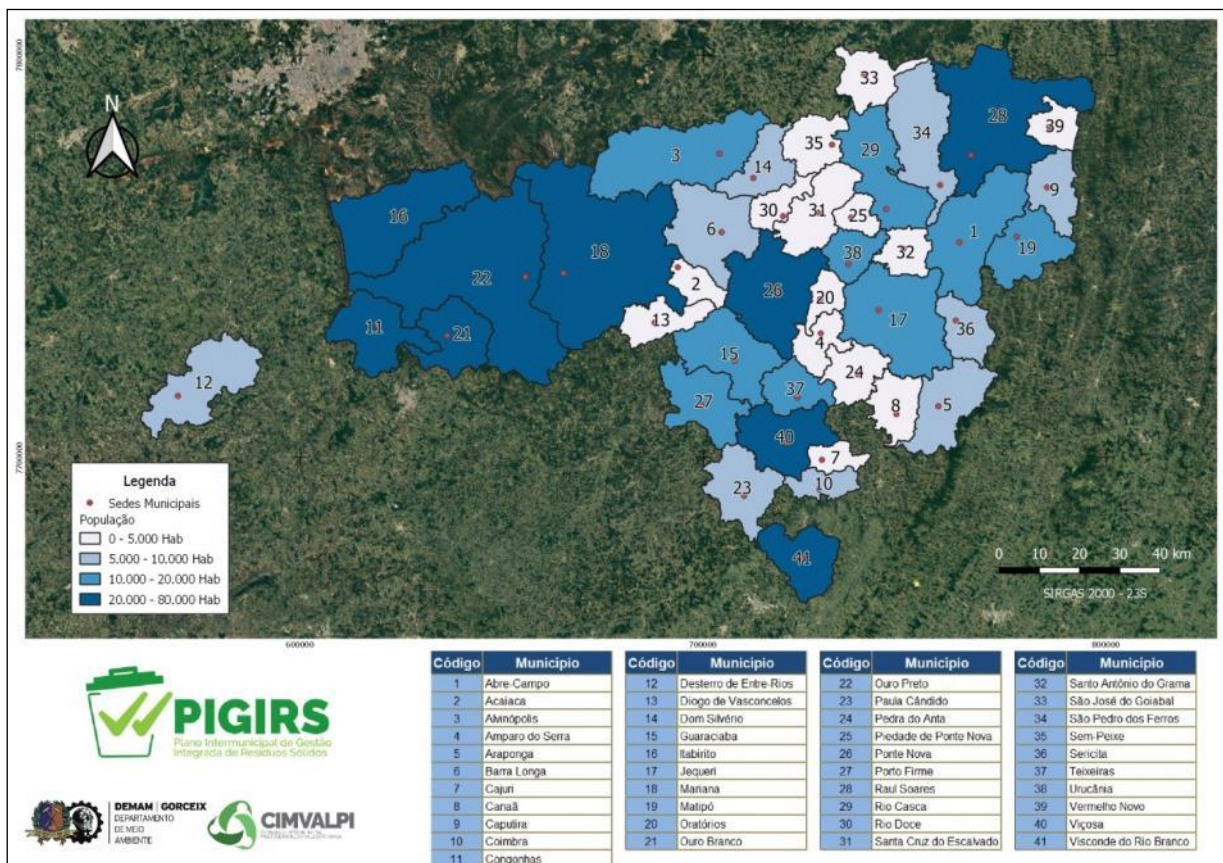 7800000
N
33
28
34
39
35
3
29
14
9
16
30
31
25
6
18
1
19
38
32
22
2
26
20
13
17
11
21
36
4
15
12
24
37
27
8
5
40
7700000
7
10
23
41
Legenda
Sedes Municipais
População
0 - 5.000 Hab
5.000 - 10.000 Hab
10.000 - 20.000 Hab
20.000 - 80.000 Hab
0 10 20 30 40 km
SIRGAS 2000 - 23S
600000 700000 800000
PIGIRS
Plano Intermunicipal de Gestão
Integrada de Resíduos Sólidos
DEMAM | GORCEIX
DEPARTAMENTO
DE MEIO
AMBIENTE
CIMVALPI
Código Município
1 Abre-Campo
2 Acaiaca
3 Alvinópolis
4 Amparo do Serra
5 Araponga
6 Barra Longa
7 Cajuri
8 Canaã
9 Caputira
10 Coimbra
11 Congonhas
Código Município
12 Desterro de Entre-Rios
13 Diogo de Vasconcelos
14 Dom Silvério
15 Guaraciaba
16 Itabirito
17 Jequeri
18 Mariana
19 Matipó
20 Oratórios
21 Ouro Branco
Código Município
22 Ouro Preto
23 Paula Cândido
24 Pedra do Anta
25 Piedade de Ponte Nova
26 Ponte Nova
27 Porto Firme
28 Raul Soares
29 Rio Casca
30 Rio Doce
31 Santa Cruz do Escalvado
Código Município
32 Santo Antônio do Grama
33 São José do Goiabal
34 São Pedro dos Ferros
35 Sem-Peixe
36 Sericita
37 Teixeiras
38 Urucânia
39 Vermelho Novo
40 Viçosa
41 Visconde do Rio Branco